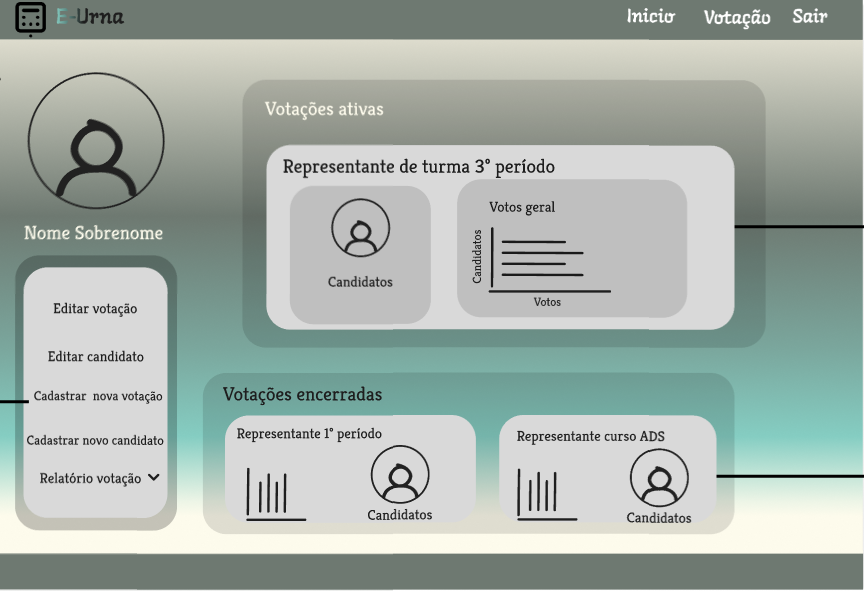 E-Urna
Inicio Votação Sair
Nome Sobrenome
Editar votação
Editar candidato
Cadastrar nova votação
Cadastrar novo candidato
Relatório votação
Votações ativas
Representante de turma 3° período
Candidatos
Votos geral
Candidatos
Votos
Votações encerradas
Representante 1° período
Candidatos
Representante curso ADS
Candidatos